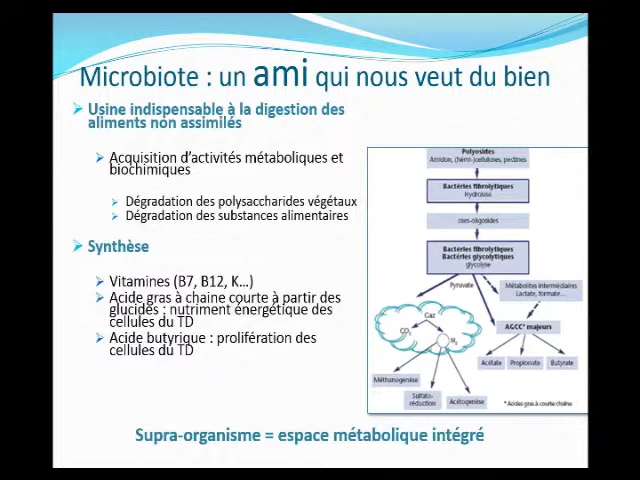 Microbiote : un ami qui nous veut du bien
Usine indispensable à la digestion des
aliments non assimilés
Acquisition d'activités métaboliques et
biochimiques
Dégradation des polysaccharides végétaux
Dégradation des substances alimentaires
Synthèse
Vitamines (B7, B12, K...)
Acide gras à chaine courte à partir des
glucides : nutriment énergétique des
cellules du TD
Acide butyrique : prolifération des
cellules du TD
Polyosides
Amidon, (hémi-)celluloses, pectines
Bactéries fibrolytiques
Hydrolase
oses-oligosides
Bactéries fibrolytiques
Bactéries glycolytiques
glycolyse
Pyruvate
Métabolites intermédiaires
Lactate, formate...
Gaz
CO2
H2
AGCC* majeurs
Acétate
Propionate
Butyrate
Méthanogenèse
Sulfato-
réduction
Acétogenèse
* Acides gras à courte chaîne
Supra-organisme = espace métabolique intégré